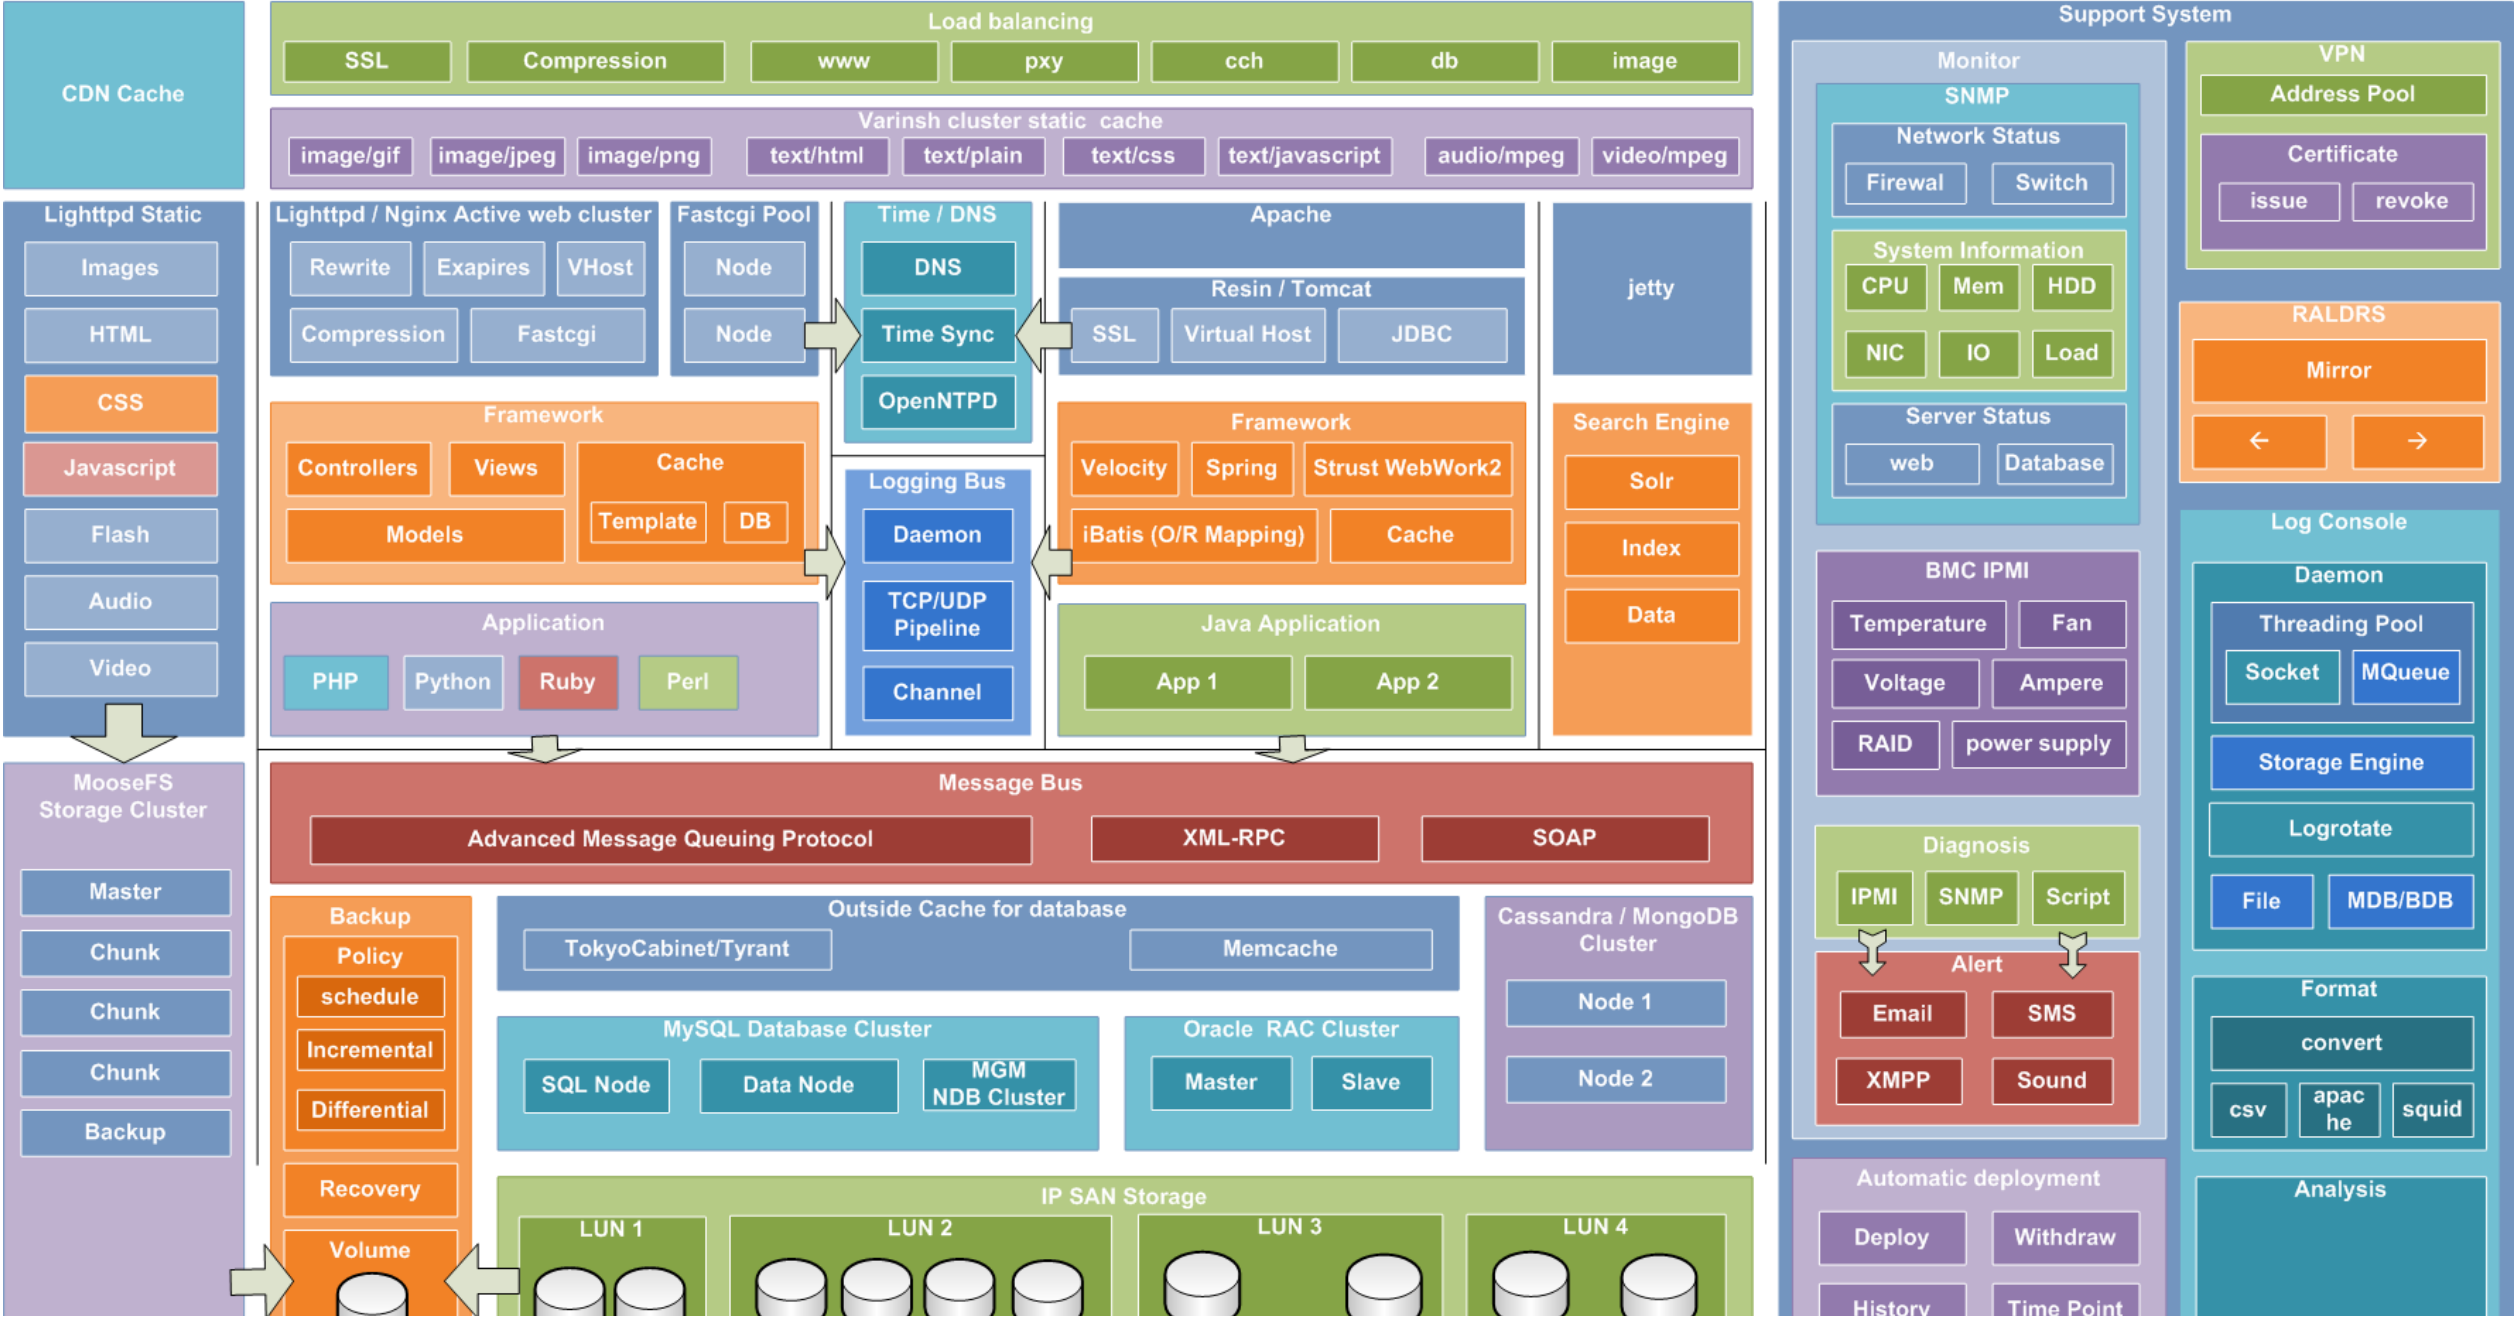 CDN Cache
Load balancing
SSL
Compression
www
pxy
cch
db
image
Varinsh cluster static cache
image/gif
image/jpeg
image/png
text/html
text/plain
text/css
text/javascript
audio/mpeg
video/mpeg
Lighttpd Static
Images
HTML
CSS
Javascript
Flash
Audio
Video
Lighttpd / Nginx Active web cluster
Rewrite
Exapires
VHost
Compression
Fastcgi
Fastcgi Pool
Node
Node
Time / DNS
DNS
Time Sync
OpenNTPD
Apache
Resin / Tomcat
SSL
Virtual Host
JDBC
jetty
Framework
Controllers
Views
Models
Cache
Template
DB
Logging Bus
Daemon
TCP/UDP
Pipeline
Channel
Framework
Velocity
Spring
Strust WebWork2
iBatis (O/R Mapping)
Cache
Search Engine
Solr
Index
Data
Application
PHP
Python
Ruby
Perl
Java Application
App 1
App 2
MooseFS
Storage Cluster
Master
Chunk
Chunk
Chunk
Backup
Message Bus
Advanced Message Queuing Protocol
XML-RPC
SOAP
Backup
Policy
schedule
Incremental
Differential
Recovery
Volume
Outside Cache for database
TokyoCabinet/Tyrant
Memcache
MySQL Database Cluster
SQL Node
Data Node
MGM
NDB Cluster
Oracle RAC Cluster
Master
Slave
Cassandra / MongoDB
Cluster
Node 1
Node 2
IP SAN Storage
LUN 1
LUN 2
LUN 3
LUN 4
Support System
Monitor
SNMP
Network Status
Firewal
Switch
System Information
CPU
Mem
HDD
NIC
IO
Load
Server Status
web
Database
BMC IPMI
Temperature
Fan
Voltage
Ampere
RAID
power supply
Diagnosis
IPMI
SNMP
Script
Alert
Email
SMS
XMPP
Sound
Automatic deployment
Deploy
Withdraw
History
Time Point
VPN
Address Pool
Certificate
issue
revoke
RALDRS
Mirror
←
→
Log Console
Daemon
Threading Pool
Socket
MQueue
Storage Engine
Logrotate
File
MDB/BDB
Format
convert
csv
apac
he
squid
Analysis